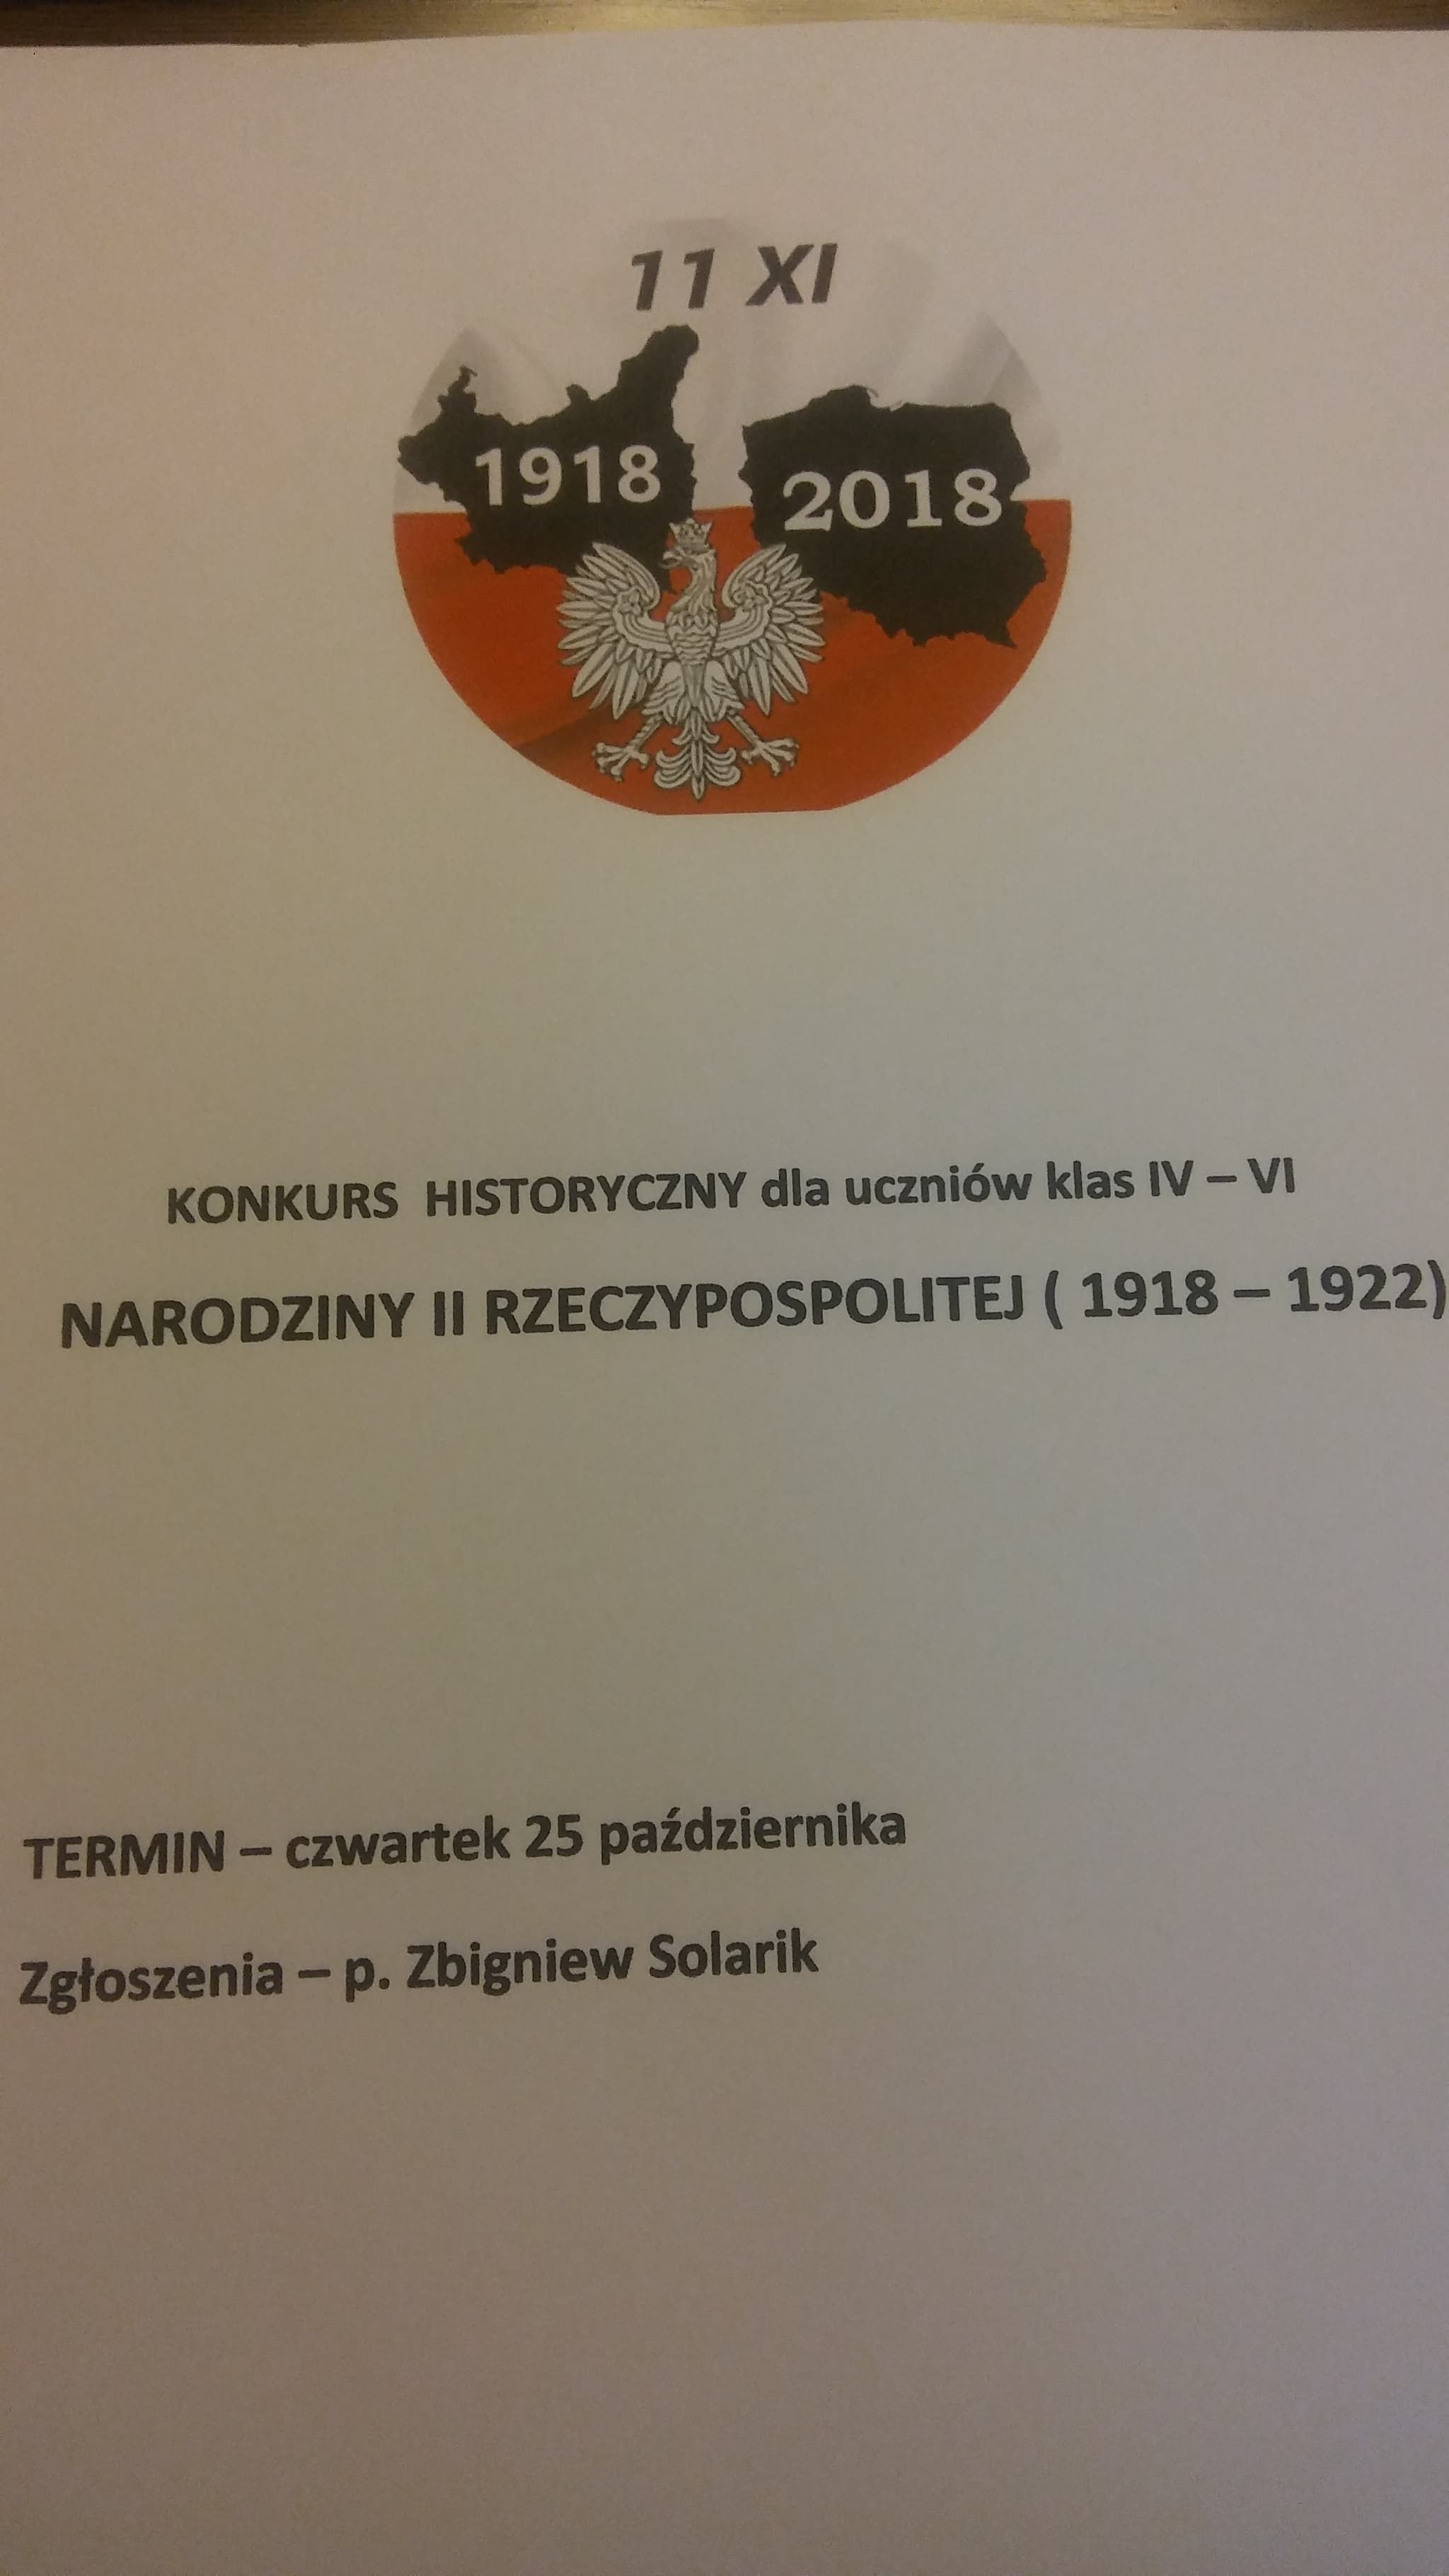 11 XI
1918
2018
KONKURS HISTORYCZNY dla uczniów klas IV – VI
NARODZINY II RZECZYPOSPOLITEJ ( 1918 – 1922)
TERMIN – czwartek 25 października
Zgłoszenia – p. Zbigniew Solarik